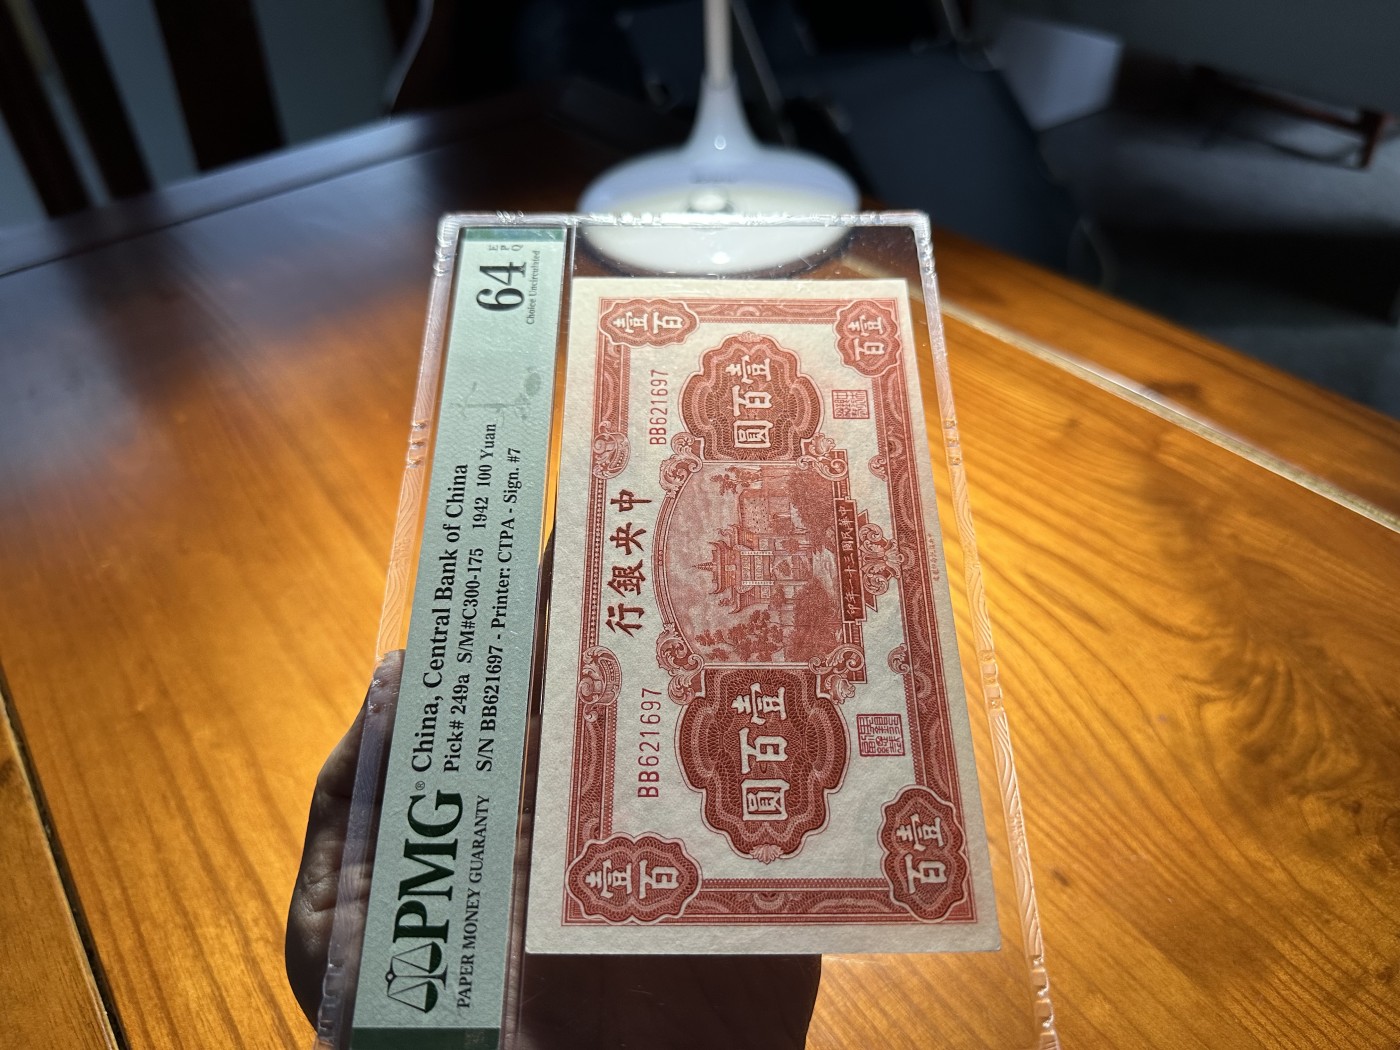 PMG® China, Central Bank of China
Pick# 249a S/M#C300-175 1942 100 Yuan
PAPER MONEY GUARANTY S/N BB621697 - Printer: CTPA - Sign. #7
64 EPQ
Choice Uncirculated
壹百
壹百
中央銀行
BB621697
BB621697
壹百圓
壹百圓
中華民國三十一年印
壹百
壹百